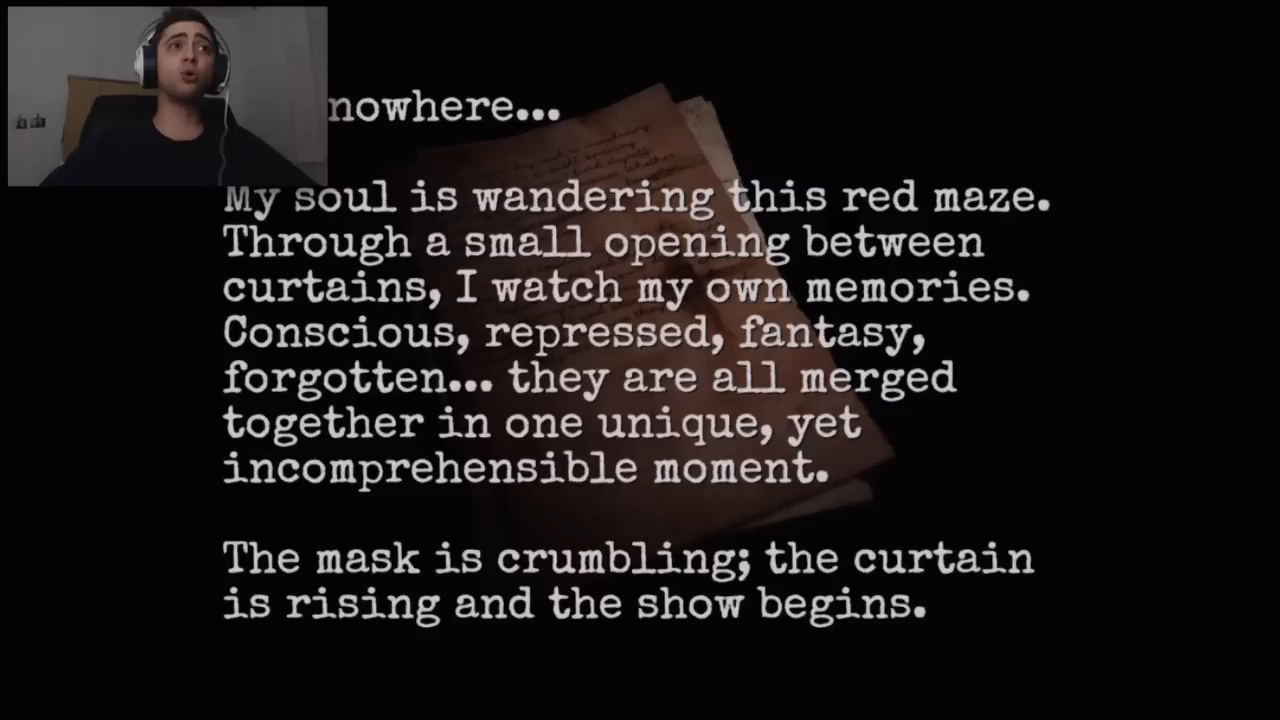 nowhere...
My soul is wandering this red maze.
Through a small opening between
curtains, I watch my own memories.
Conscious, repressed, fantasy,
forgotten... they are all merged
together in one unique, yet
incomprehensible moment.
The mask is crumbling; the curtain
is rising and the show begins.